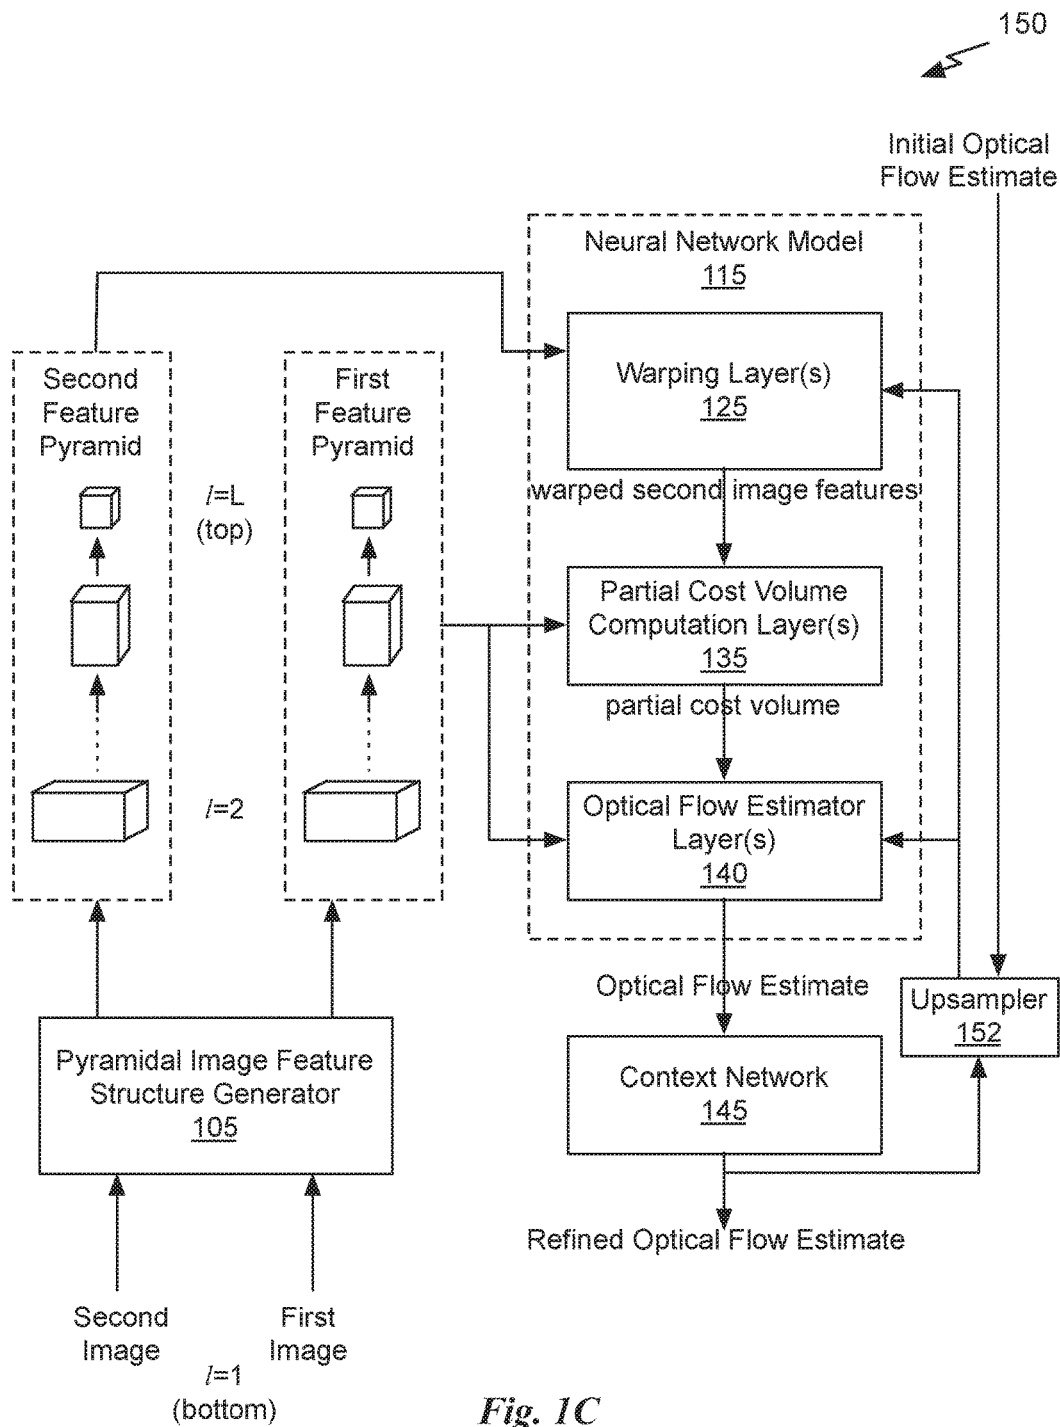 150
Initial Optical
Flow Estimate
Neural Network Model
115
Warping Layer(s)
125
warped second image features
Second
Feature
Pyramid
First
Feature
Pyramid
l=L
(top)
Partial Cost Volume
Computation Layer(s)
135
partial cost volume
l=2
Optical Flow Estimator
Layer(s)
140
Optical Flow Estimate
Upsampler
152
Pyramidal Image Feature
Structure Generator
105
Context Network
145
Refined Optical Flow Estimate
Second
Image
First
Image
l=1
(bottom)
Fig. 1C